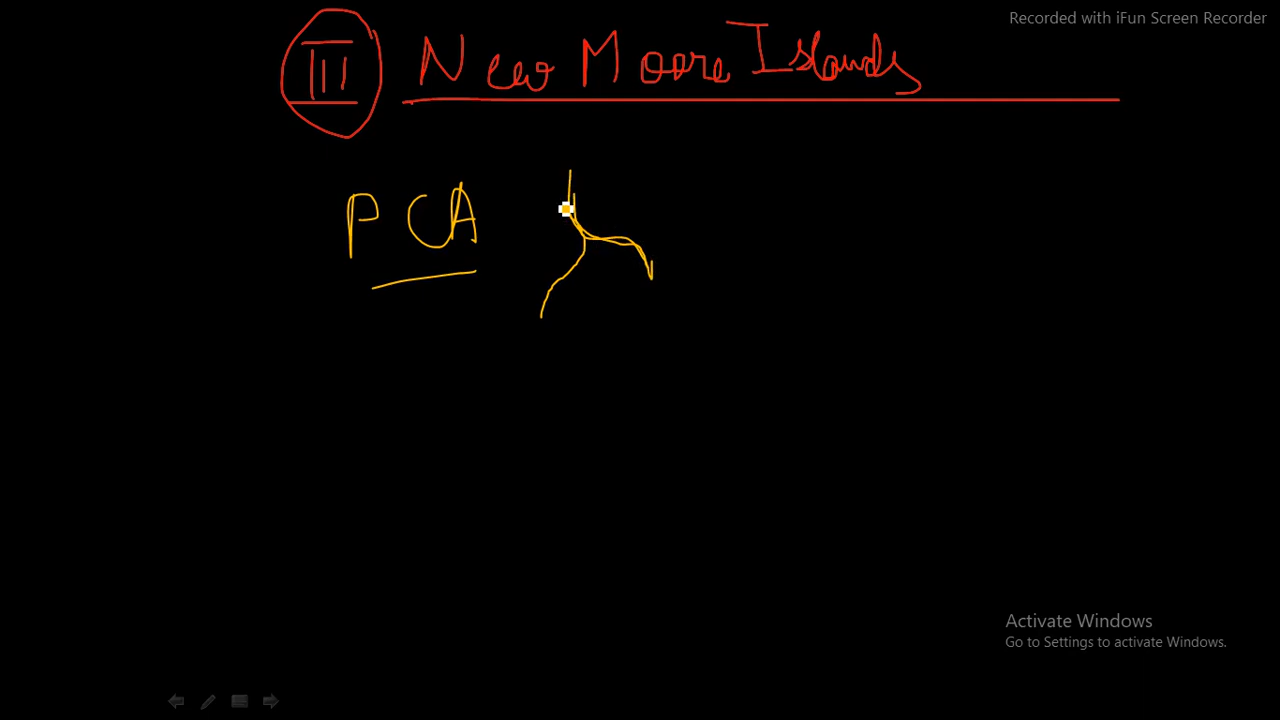 Recorded with iFun Screen Recorder
III New Moore Islands
PCA
Activate Windows
Go to Settings to activate Windows.